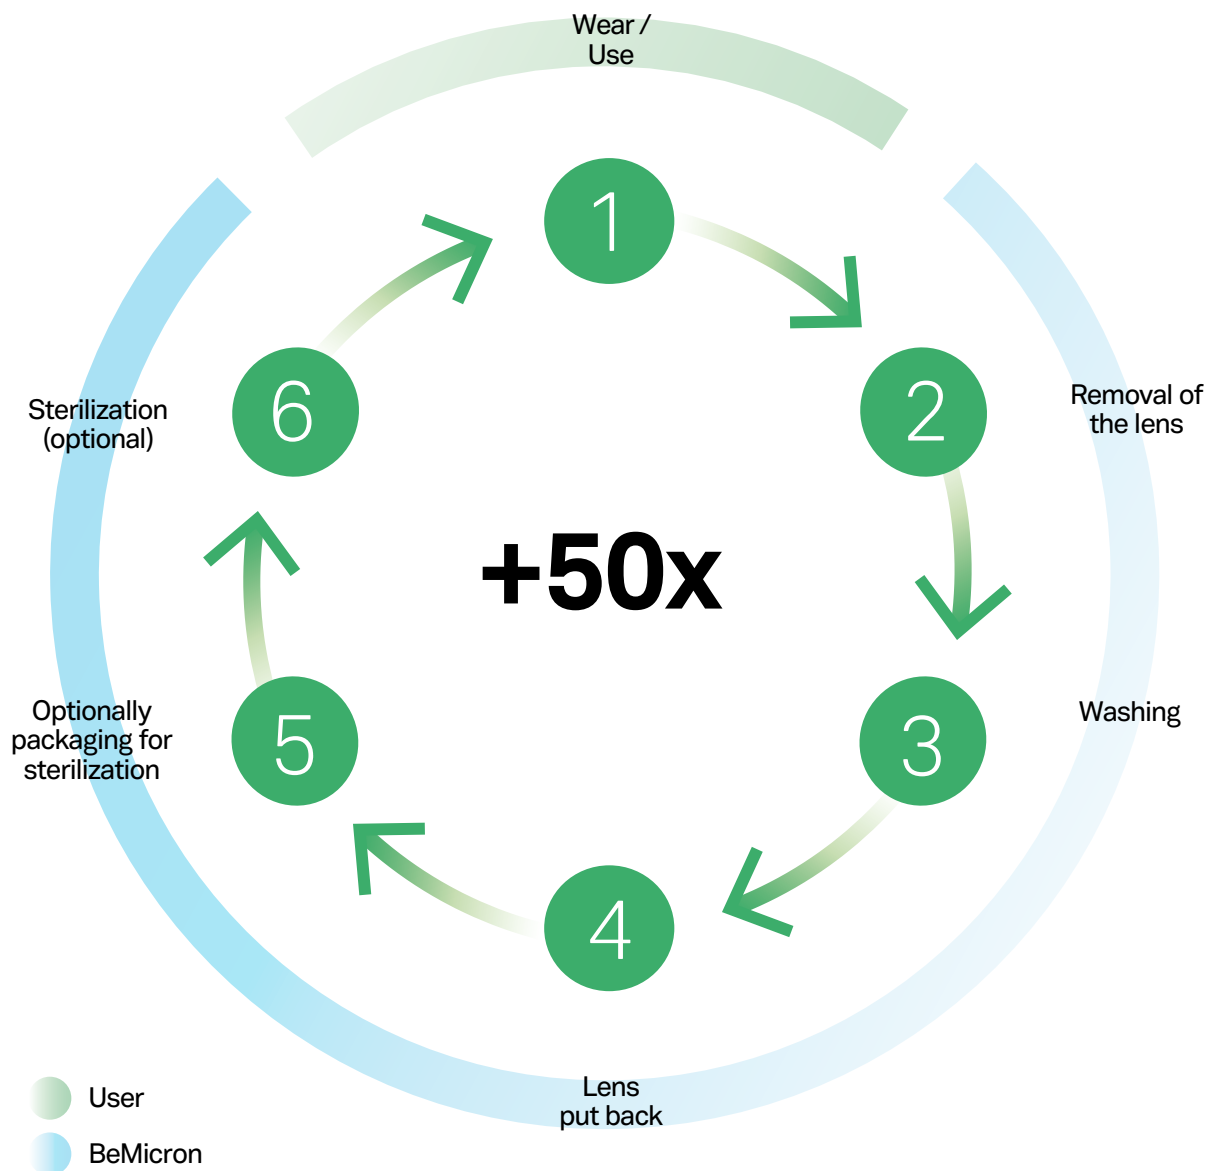 Wear /
Use
1
2
Removal of
the lens
3
Washing
4
Lens
put back
5
Optionally
packaging for
sterilization
6
Sterilization
(optional)
+50x
User
BeMicron